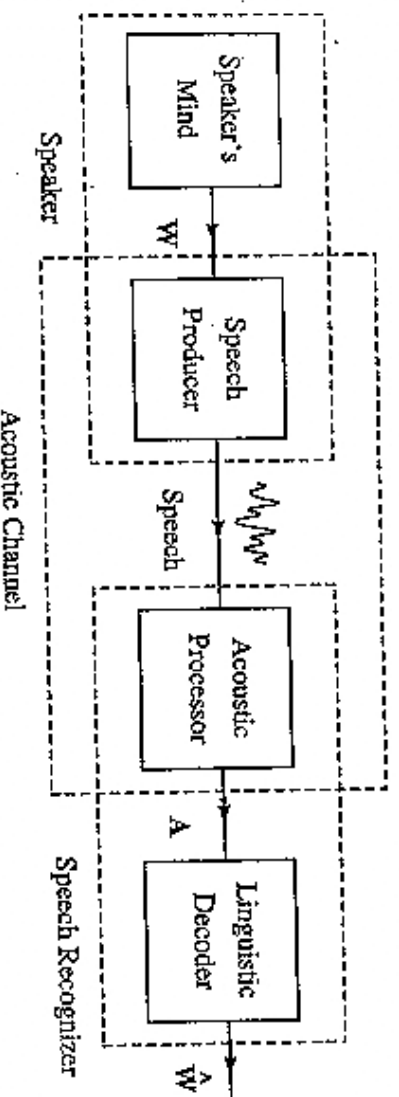 Speaker's
Mind
W
Speech
Producer
Speech
Acoustic
Processor
A
Linguistic
Decoder
Ŵ
Speaker
Acoustic Channel
Speech Recognizer